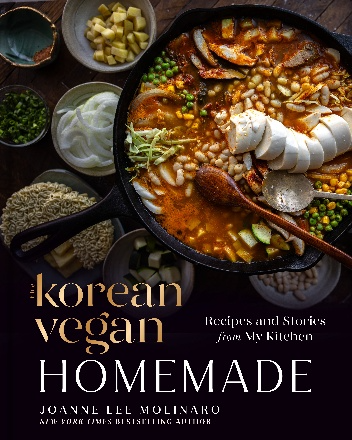 the korean
vegan
Recipes and Stories
from My Kitchen
HOMEMADE
JOANNE LEE MOLINARO
NEW YORK TIMES BESTSELLING AUTHOR